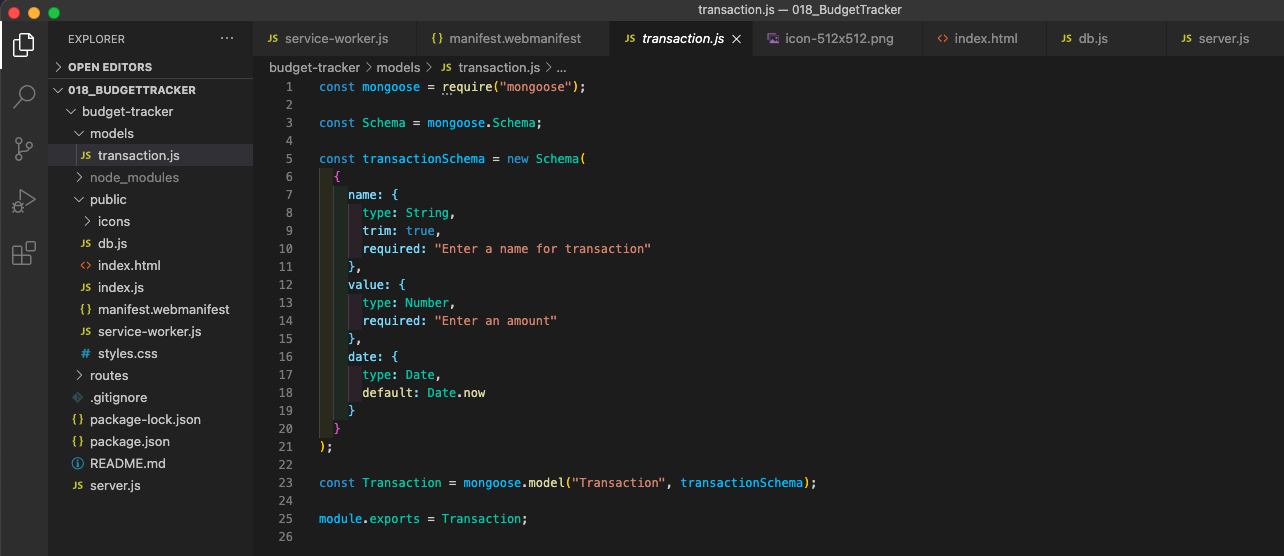 transaction.js — 018_BudgetTracker
EXPLORER ···
JS service-worker.js
{} manifest.webmanifest
JS transaction.js ×
icon-512x512.png
<> index.html
JS db.js
JS server.js
OPEN EDITORS
018_BUDGETTRACKER
budget-tracker
models
JS transaction.js
node_modules
public
icons
JS db.js
<> index.html
JS index.js
{} manifest.webmanifest
JS service-worker.js
# styles.css
routes
.gitignore
{} package-lock.json
{} package.json
README.md
JS server.js
budget-tracker > models > JS transaction.js > ...
1 const mongoose = require("mongoose");
2
3 const Schema = mongoose.Schema;
4
5 const transactionSchema = new Schema(
6 {
7 name: {
8 type: String,
9 trim: true,
10 required: "Enter a name for transaction"
11 },
12 value: {
13 type: Number,
14 required: "Enter an amount"
15 },
16 date: {
17 type: Date,
18 default: Date.now
19 }
20 }
21 );
22
23 const Transaction = mongoose.model("Transaction", transactionSchema);
24
25 module.exports = Transaction;
26